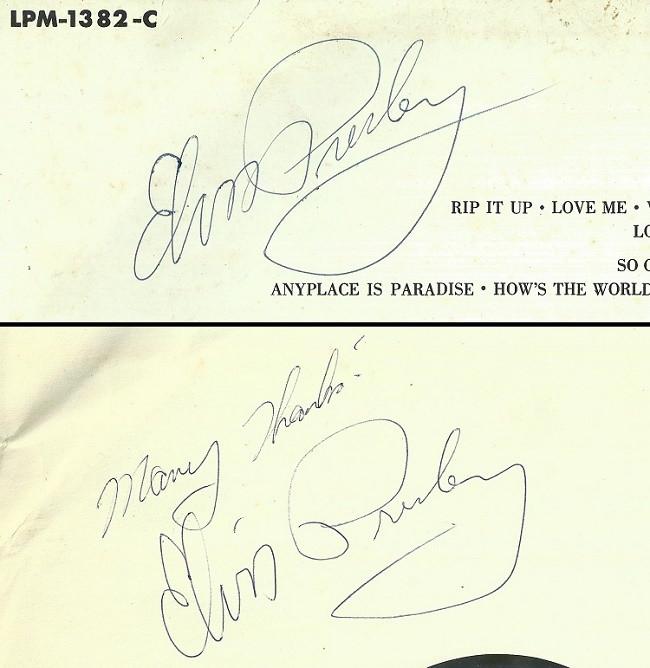 LPM-1382-C
Elvis Presley
RIP IT UP • LOVE ME •
LO
SO
ANYPLACE IS PARADISE • HOW'S THE WORLD
Many Thanks!
Elvis Presley